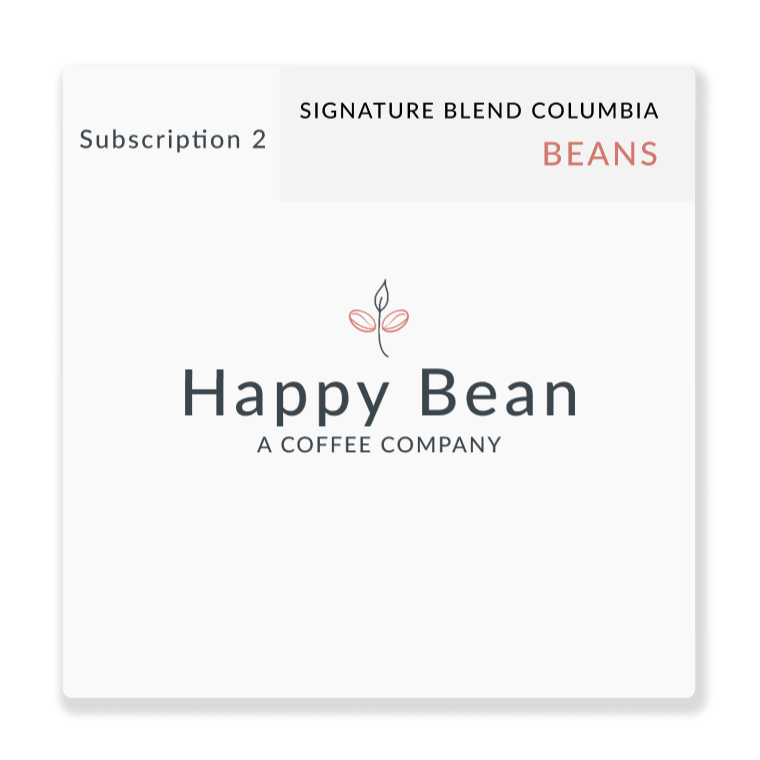 Subscription 2
SIGNATURE BLEND COLUMBIA
BEANS
Happy Bean
A COFFEE COMPANY